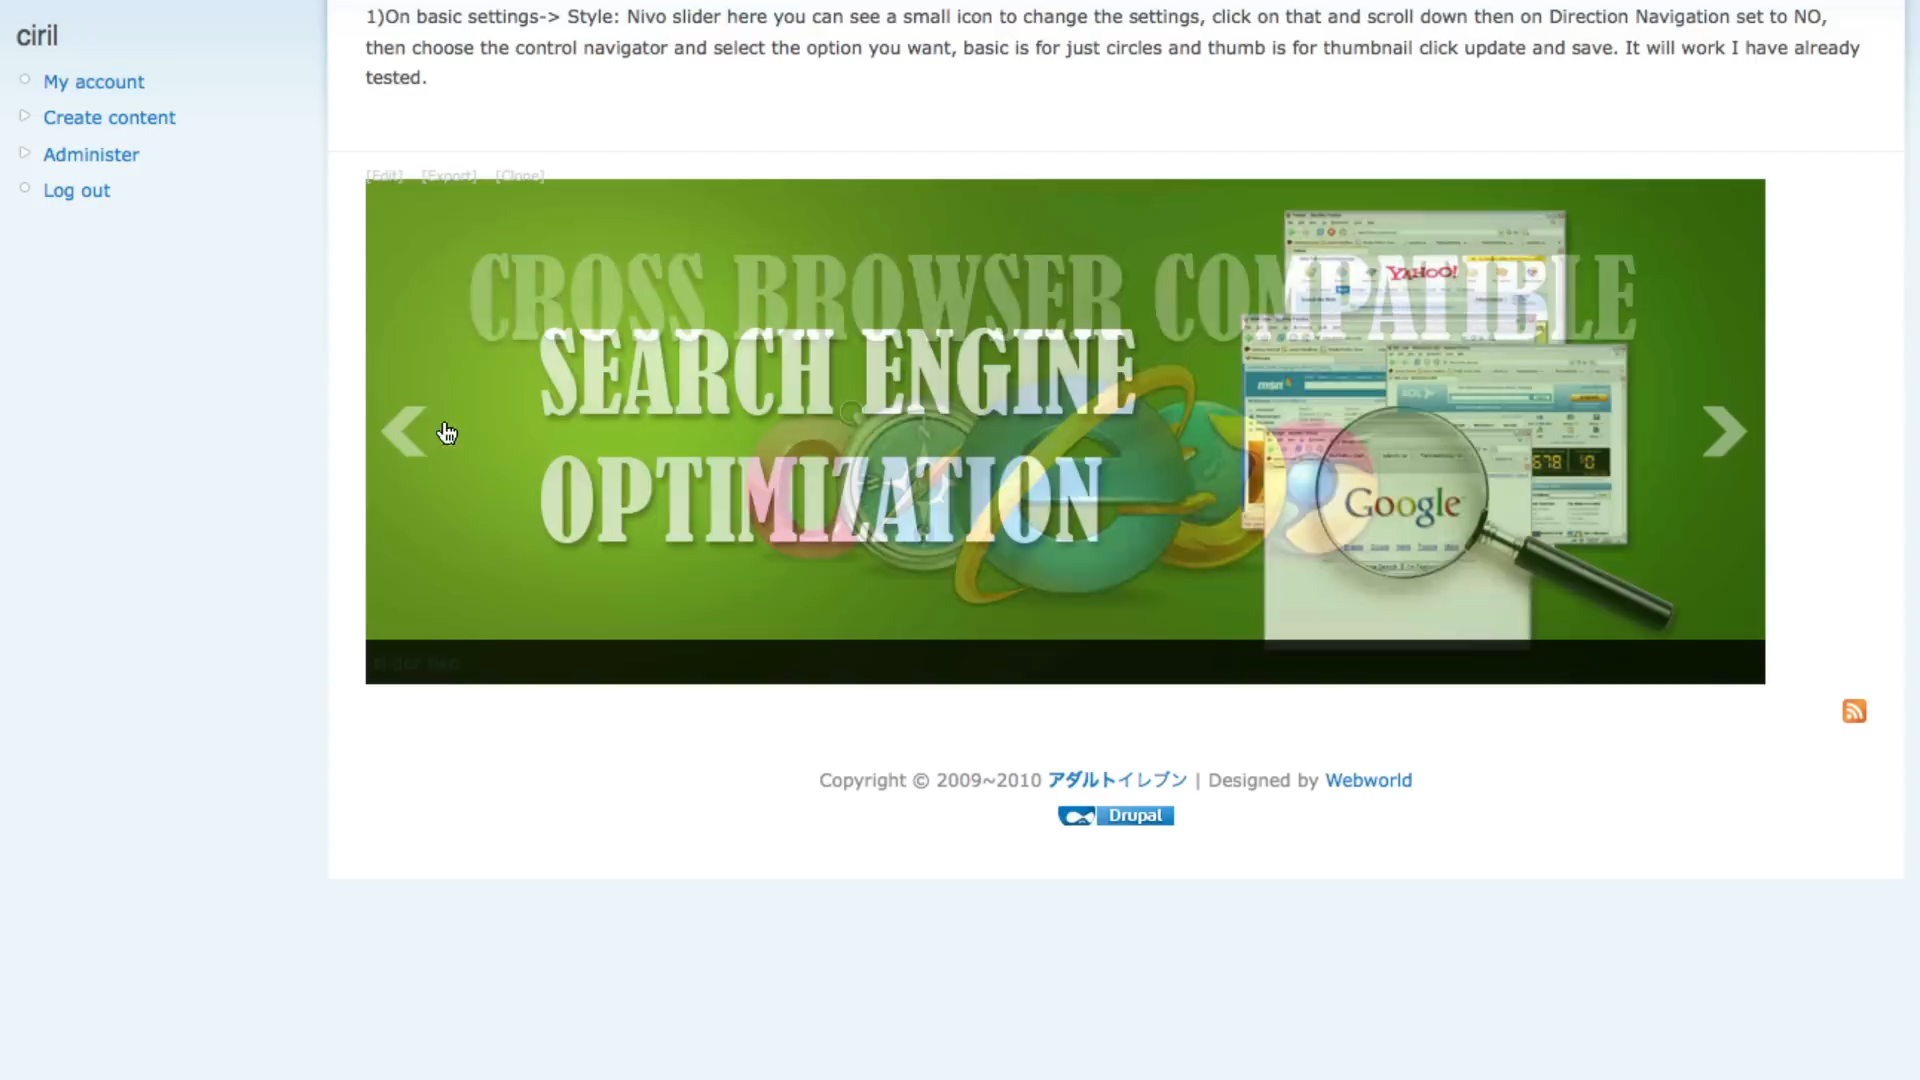 ciril
My account
Create content
Administer
Log out
1)On basic settings-> Style: Nivo slider here you can see a small icon to change the settings, click on that and scroll down then on Direction Navigation set to NO,
then choose the control navigator and select the option you want, basic is for just circles and thumb is for thumbnail click update and save. It will work I have already
tested.
[Edit] [Export] [Clone]
CROSS BROWSER COMPATIBLE
SEARCH ENGINE
OPTIMIZATION
YAHOO!
msn
Google
Copyright © 2009~2010 アダルトイレブン | Designed by Webworld
Drupal